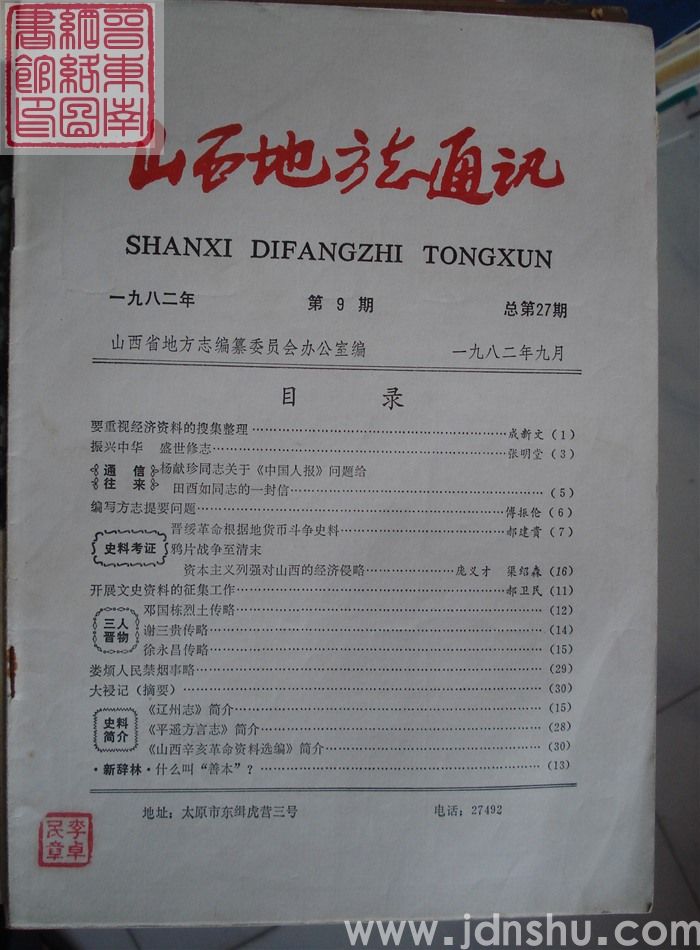 晋东南
网络图
书馆印
山西地方志通讯
SHANXI DIFANGZHI TONGXUN
一九八二年 第9期 总第27期
山西省地方志编纂委员会办公室编 一九八二年九月
目 录
要重视经济资料的搜集整理……成新文（1）
振兴中华 盛世修志……张明堂（3）
通信往来 杨献珍同志关于《中国人报》问题给
田酉如同志的一封信……（5）
编写方志提要问题……傅振伦（6）
晋绥革命根据地货币斗争史料……郝建贵（7）
史料考证 鸦片战争至清末
资本主义列强对山西的经济侵略……庞义才 渠绍淼（16）
开展文史资料的征集工作……郝卫民（11）
三晋人物 邓国栋烈士传略……（12）
谢三贵传略……（14）
徐永昌传略……（15）
娄烦人民禁烟事略……（29）
大祲记（摘要）……（30）
史料简介 《辽州志》简介……（15）
《平遥方言志》简介……（28）
《山西辛亥革命资料选编》简介……（30）
·新辞林·什么叫“善本”？……（13）
地址：太原市东缉虎营三号 电话：27492
李卓
民章
www.jdnshu.com